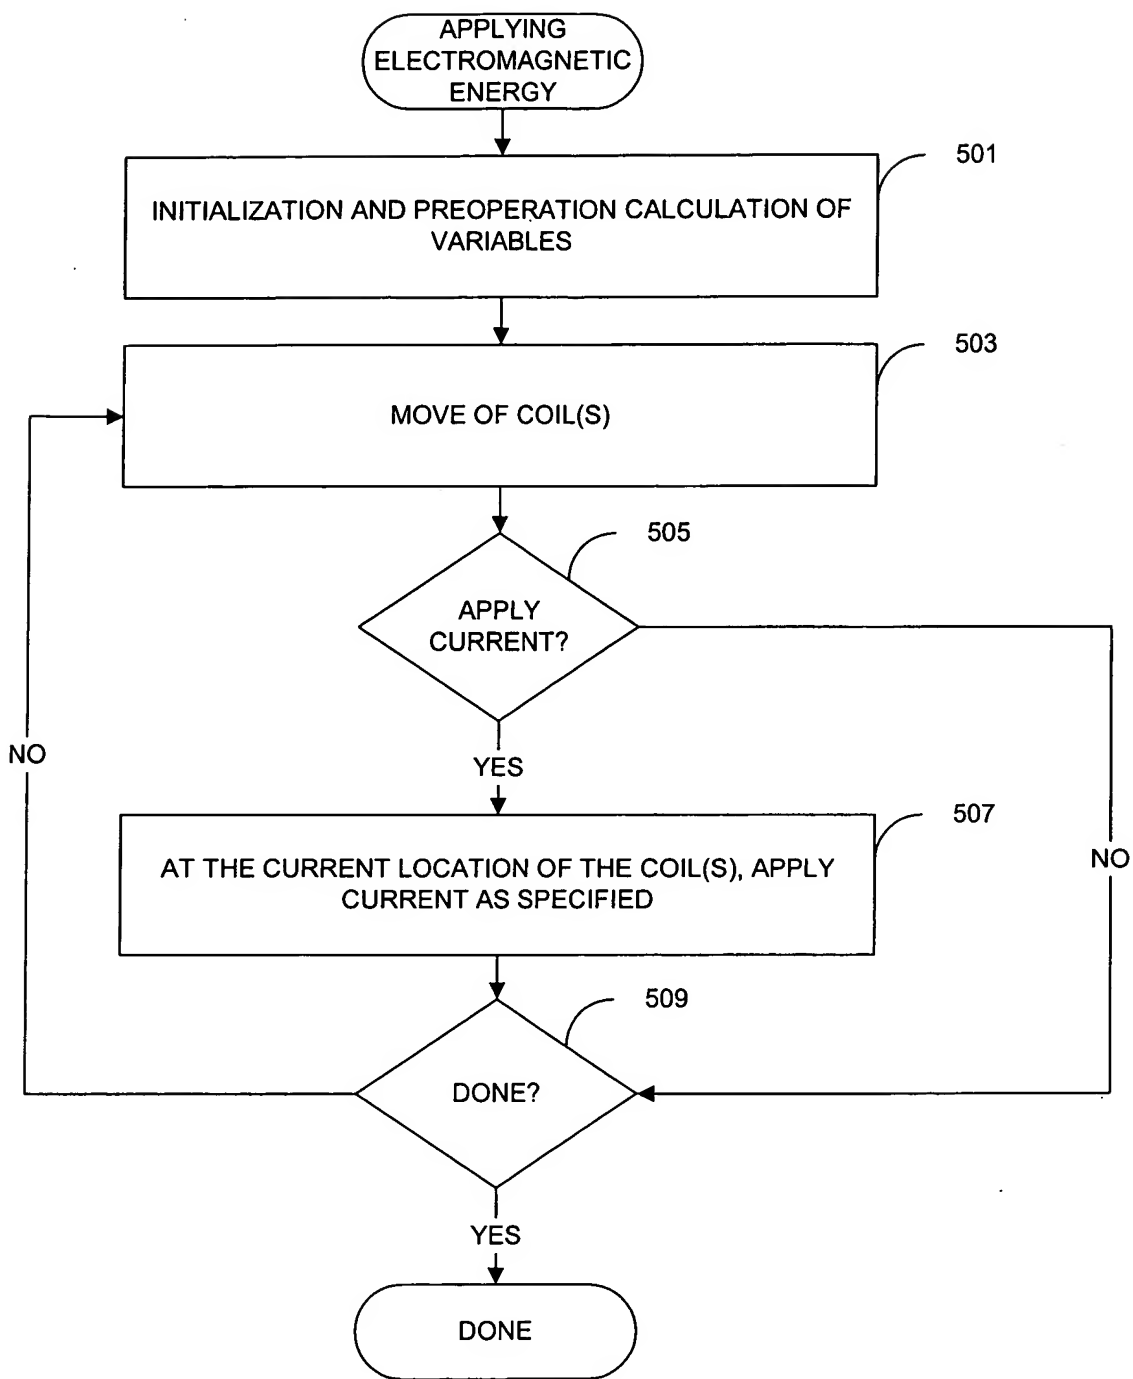 APPLYING
ELECTROMAGNETIC
ENERGY
501
INITIALIZATION AND PREOPERATION CALCULATION OF
VARIABLES
503
MOVE OF COIL(S)
505
APPLY
CURRENT?
NO
YES
507
AT THE CURRENT LOCATION OF THE COIL(S), APPLY
CURRENT AS SPECIFIED
NO
509
DONE?
YES
DONE